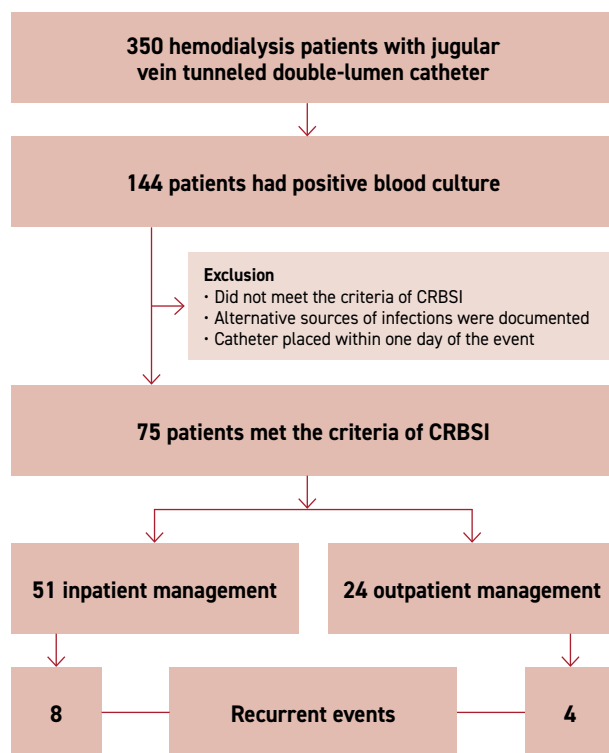 350 hemodialysis patients with jugular
vein tunneled double-lumen catheter
144 patients had positive blood culture
Exclusion
• Did not meet the criteria of CRBSI
• Alternative sources of infections were documented
• Catheter placed within one day of the event
75 patients met the criteria of CRBSI
51 inpatient management
24 outpatient management
8
Recurrent events
4